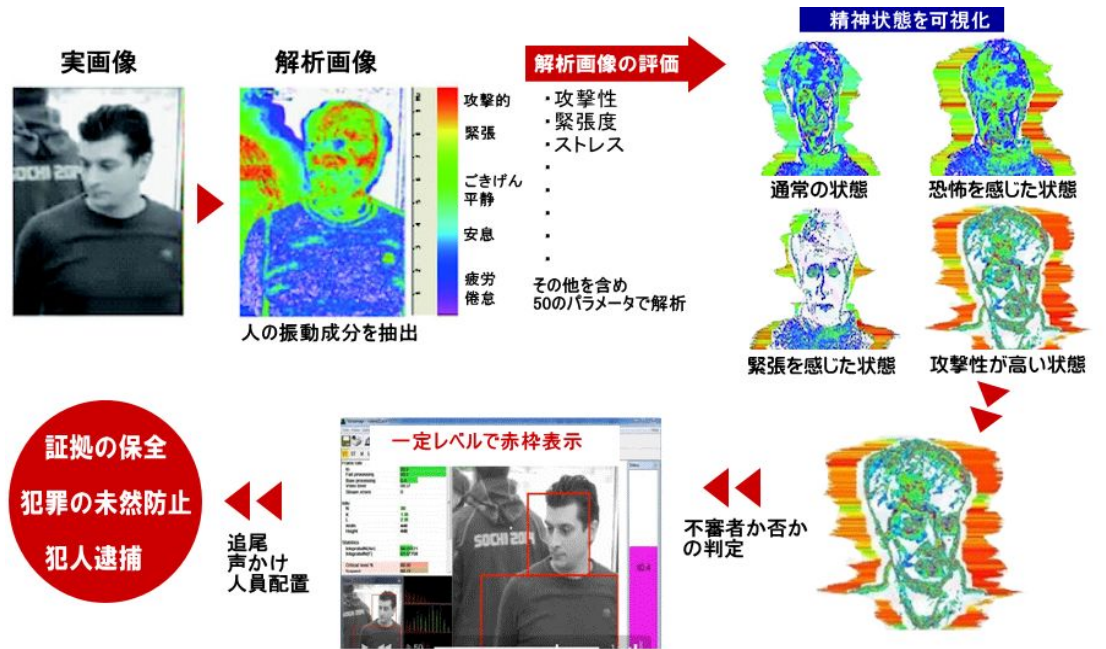 精神状態を可視化
実画像
解析画像
解析画像の評価
攻撃的
緊張
ごきげん
平静
安息
疲労
倦怠
・攻撃性
・緊張度
・ストレス
・
・
・
・
・
その他を含め
50のパラメータで解析
人の振動成分を抽出
通常の状態
恐怖を感じた状態
緊張を感じた状態
攻撃性が高い状態
SOCHI 2014
一定レベルで赤枠表示
SOCHI 2014
不審者か否か
の判定
追尾
声かけ
人員配置
証拠の保全
犯罪の未然防止
犯人逮捕